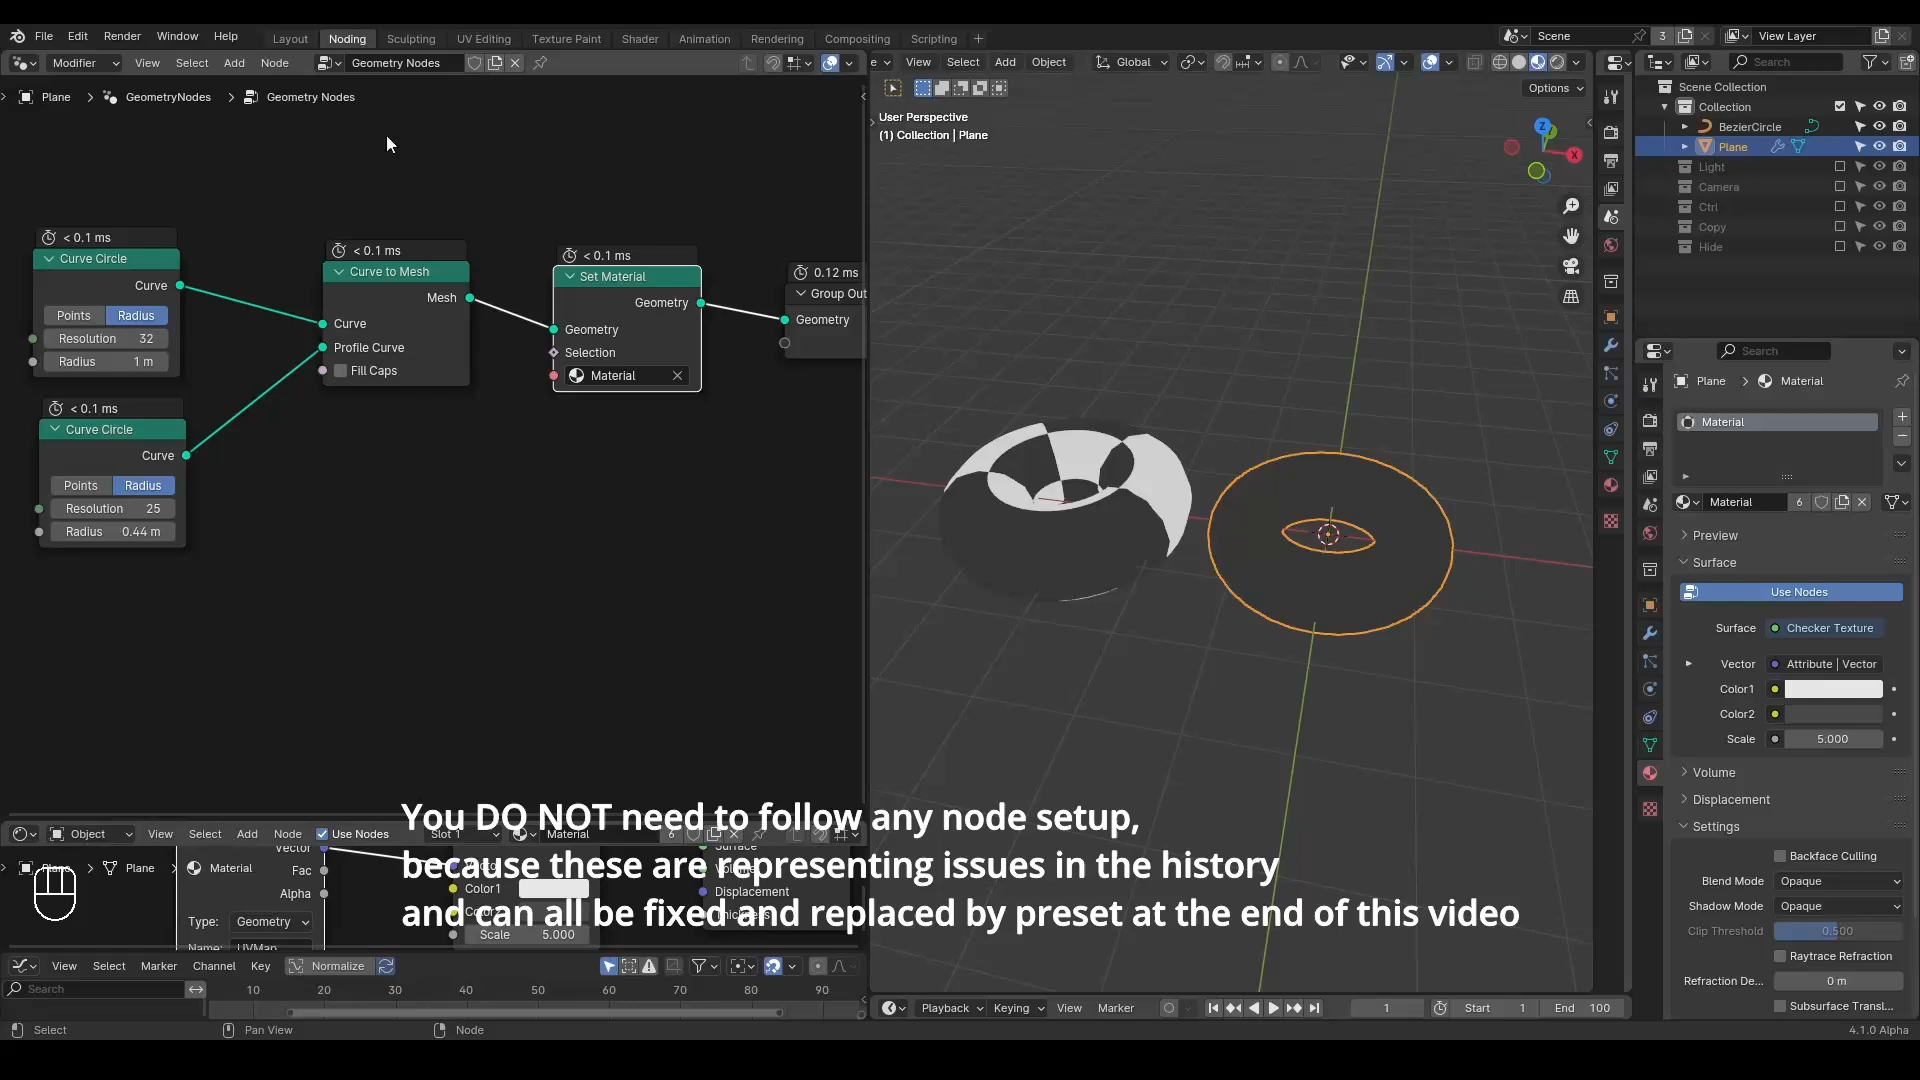 File Edit Render Window Help Layout Noding Sculpting UV Editing Texture Paint Shader Animation Rendering Compositing Scripting + Scene 3 View Layer
Modifier View Select Add Node Geometry Nodes
View Select Add Object Global
Search
Plane > GeometryNodes > Geometry Nodes
Options
User Perspective
(1) Collection | Plane
Z
X
Scene Collection
Collection
BezierCircle
Plane
Light
Camera
Ctrl
Copy
Hide
< 0.1 ms
Curve Circle
Curve
Points Radius
Resolution 32
Radius 1 m
< 0.1 ms
Curve to Mesh
Mesh
Curve
Profile Curve
Fill Caps
< 0.1 ms
Set Material
Geometry
Geometry
Selection
Material
0.12 ms
Group Out
Geometry
< 0.1 ms
Curve Circle
Curve
Points Radius
Resolution 25
Radius 0.44 m
Search
Plane > Material
Material
Material 6
Preview
Surface
Use Nodes
Surface Checker Texture
Vector Attribute | Vector
Color1
Color2
Scale 5.000
Volume
Displacement
Settings
Backface Culling
Blend Mode Opaque
Shadow Mode Opaque
Clip Threshold 0.500
Raytrace Refraction
Refraction De... 0 m
Subsurface Transl...
You DO NOT need to follow any node setup,
because these are representing issues in the history
and can all be fixed and replaced by preset at the end of this video
Object View Select Add Node Use Nodes Slot 1 Material 6
Plane
Material
Vector
Fac
Alpha
Type: Geometry
Name: UVMap
Color1
Scale 5.000
Surface
Displacement
View Select Marker Channel Key Normalize
Search
10 20 30 40 50 60 70 80 90
Playback Keying View Marker 1 Start 1 End 100
Select Pan View Node 4.1.0 Alpha